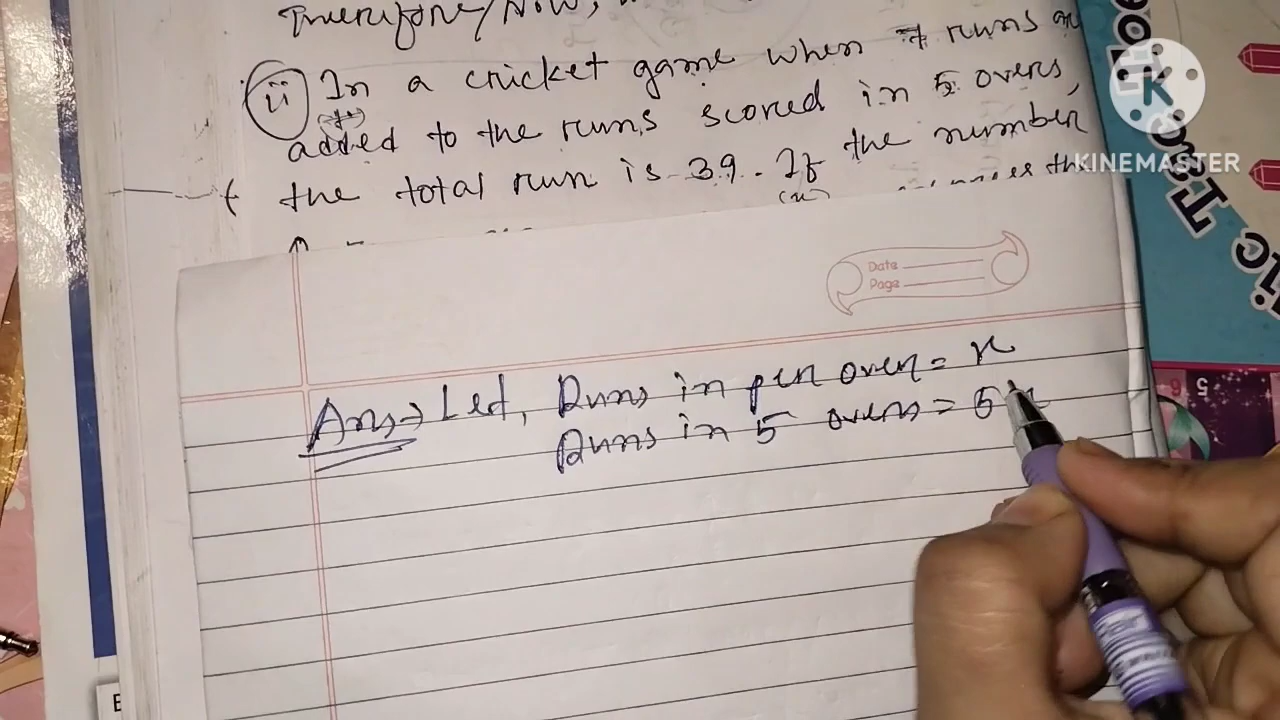 Therefore/Now,
ii) In a cricket game when 7 runs are
(+)
added to the runs scored in 5 overs,
the total run is 39. If the number
(x)
the
KINEMASTER
K
Date
Page
Ans→ Let, Runs in per over = x
Runs in 5 overs = 5x
5
E